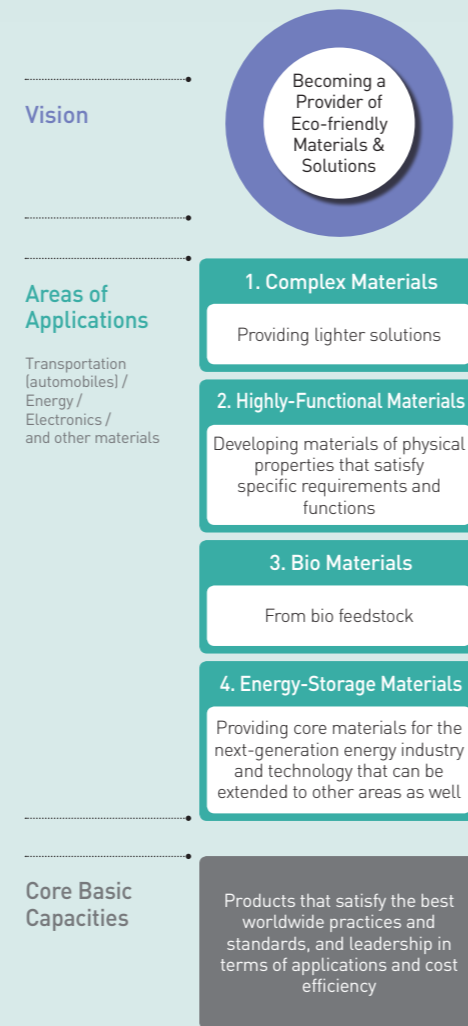 Vision
Becoming a
Provider of
Eco-friendly
Materials &
Solutions
Areas of
Applications
Transportation
(automobiles) /
Energy /
Electronics /
and other materials
1. Complex Materials
Providing lighter solutions
2. Highly-Functional Materials
Developing materials of physical
properties that satisfy
specific requirements and
functions
3. Bio Materials
From bio feedstock
4. Energy-Storage Materials
Providing core materials for the
next-generation energy industry
and technology that can be
extended to other areas as well
Core Basic
Capacities
Products that satisfy the best
worldwide practices and
standards, and leadership in
terms of applications and cost
efficiency